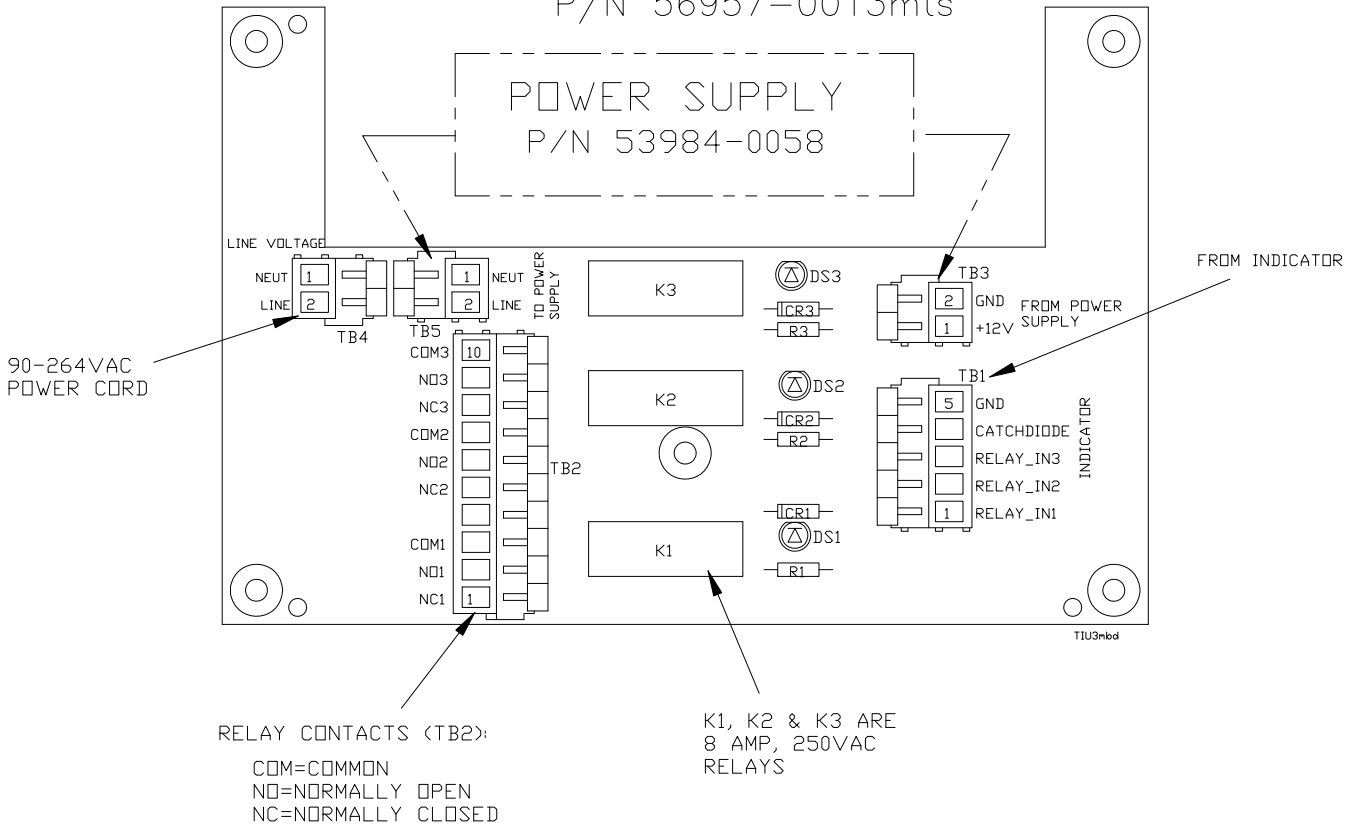 P/N 56957-0013mts
POWER SUPPLY
P/N 53984-0058
LINE VOLTAGE
NEUT 1
LINE 2
TB4
1 NEUT
2 LINE
TB5
TO POWER
SUPPLY
K3
DS3
CR3
R3
TB3
2 GND
1 +12V
FROM POWER
SUPPLY
FROM INDICATOR
90-264VAC
POWER CORD
COM3 10
NO3
NC3
COM2
NO2
NC2
COM1
NO1
NC1 1
TB2
K2
DS2
CR2
R2
K1
CR1
DS1
R1
TB1
5 GND
CATCHDIODE
RELAY_IN3
RELAY_IN2
1 RELAY_IN1
INDICATOR
TIU3mbd
RELAY CONTACTS (TB2):
COM=COMMON
NO=NORMALLY OPEN
NC=NORMALLY CLOSED
K1, K2 & K3 ARE
8 AMP, 250VAC
RELAYS